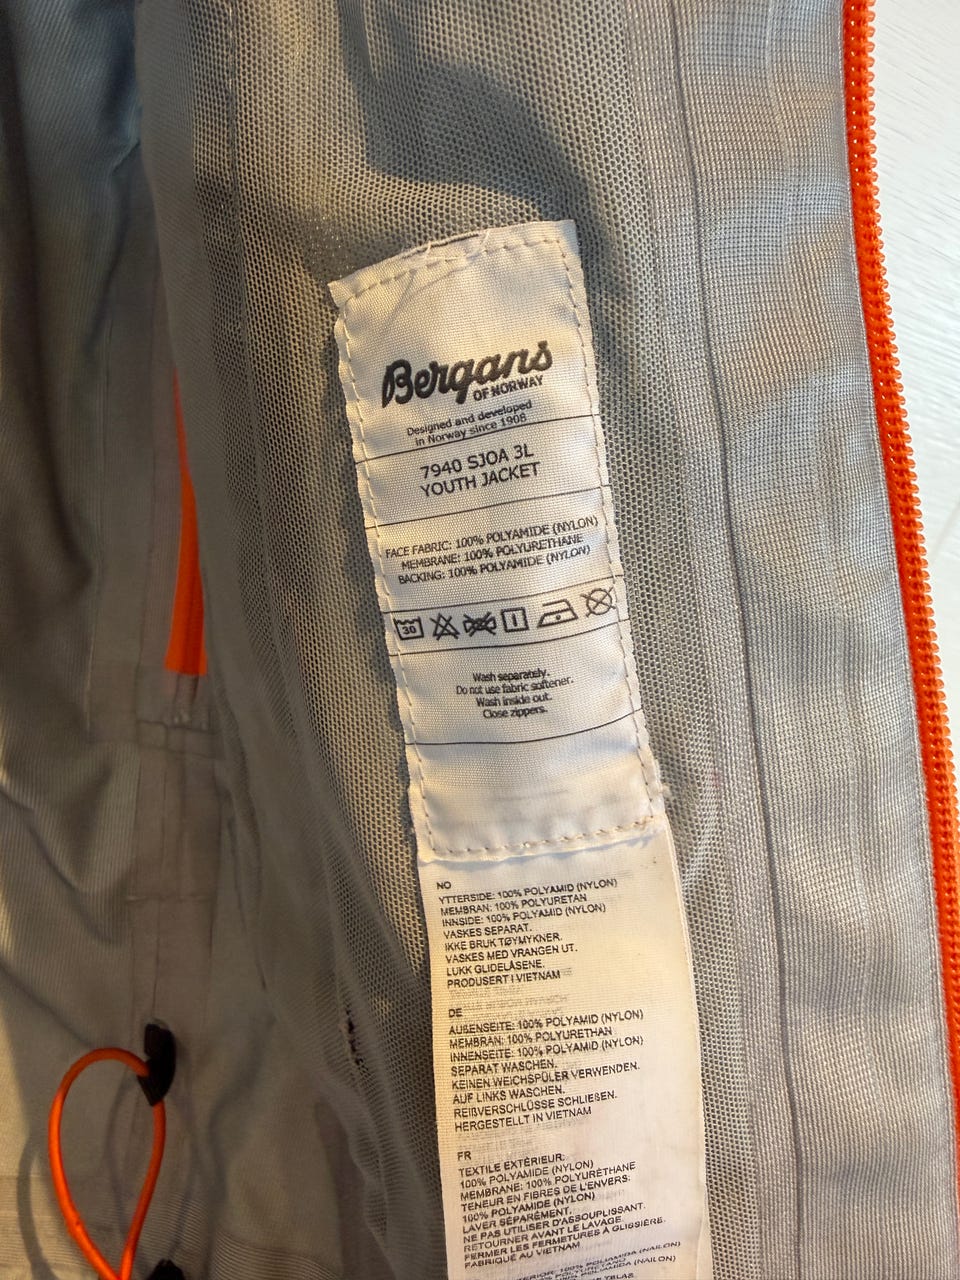 Bergans
OF NORWAY
Designed and developed
in Norway since 1908
7940 SJOA 3L
YOUTH JACKET
FACE FABRIC: 100% POLYAMIDE (NYLON)
MEMBRANE: 100% POLYURETHANE
BACKING: 100% POLYAMIDE (NYLON)
30
Wash separately.
Do not use fabric softener.
Wash inside out.
Close zippers.
NO
YTTERSIDE: 100% POLYAMID (NYLON)
MEMBRAN: 100% POLYURETAN
INNSIDE: 100% POLYAMID (NYLON)
VASKES SEPARAT.
IKKE BRUK TØYMYKNER.
VASKES MED VRANGEN UT.
LUKK GLIDELÅSENE.
PRODUSERT I VIETNAM
DE
AUßENSEITE: 100% POLYAMID (NYLON)
MEMBRAN: 100% POLYURETHAN
INNENSEITE: 100% POLYAMID (NYLON)
SEPARAT WASCHEN.
KEINEN WEICHSPÜLER VERWENDEN.
AUF LINKS WASCHEN.
REIßVERSCHLÜSSE SCHLIEßEN.
HERGESTELLT IN VIETNAM
FR
TEXTILE EXTÉRIEUR:
100% POLYAMIDE (NYLON)
MEMBRANE: 100% POLYURÉTHANE
TENEUR EN FIBRES DE L'ENVERS:
100% POLYAMIDE (NYLON)
LAVER SÉPARÉMENT.
NE PAS UTILISER D'ASSOUPLISSANT.
RETOURNER AVANT LE LAVAGE.
FERMER LES FERMETURES À GLISSIÈRE.
FABRIQUÉ AU VIETNAM
100% POLIAMIDA (NAILON)
100% POLIAMIDA (NAILON)